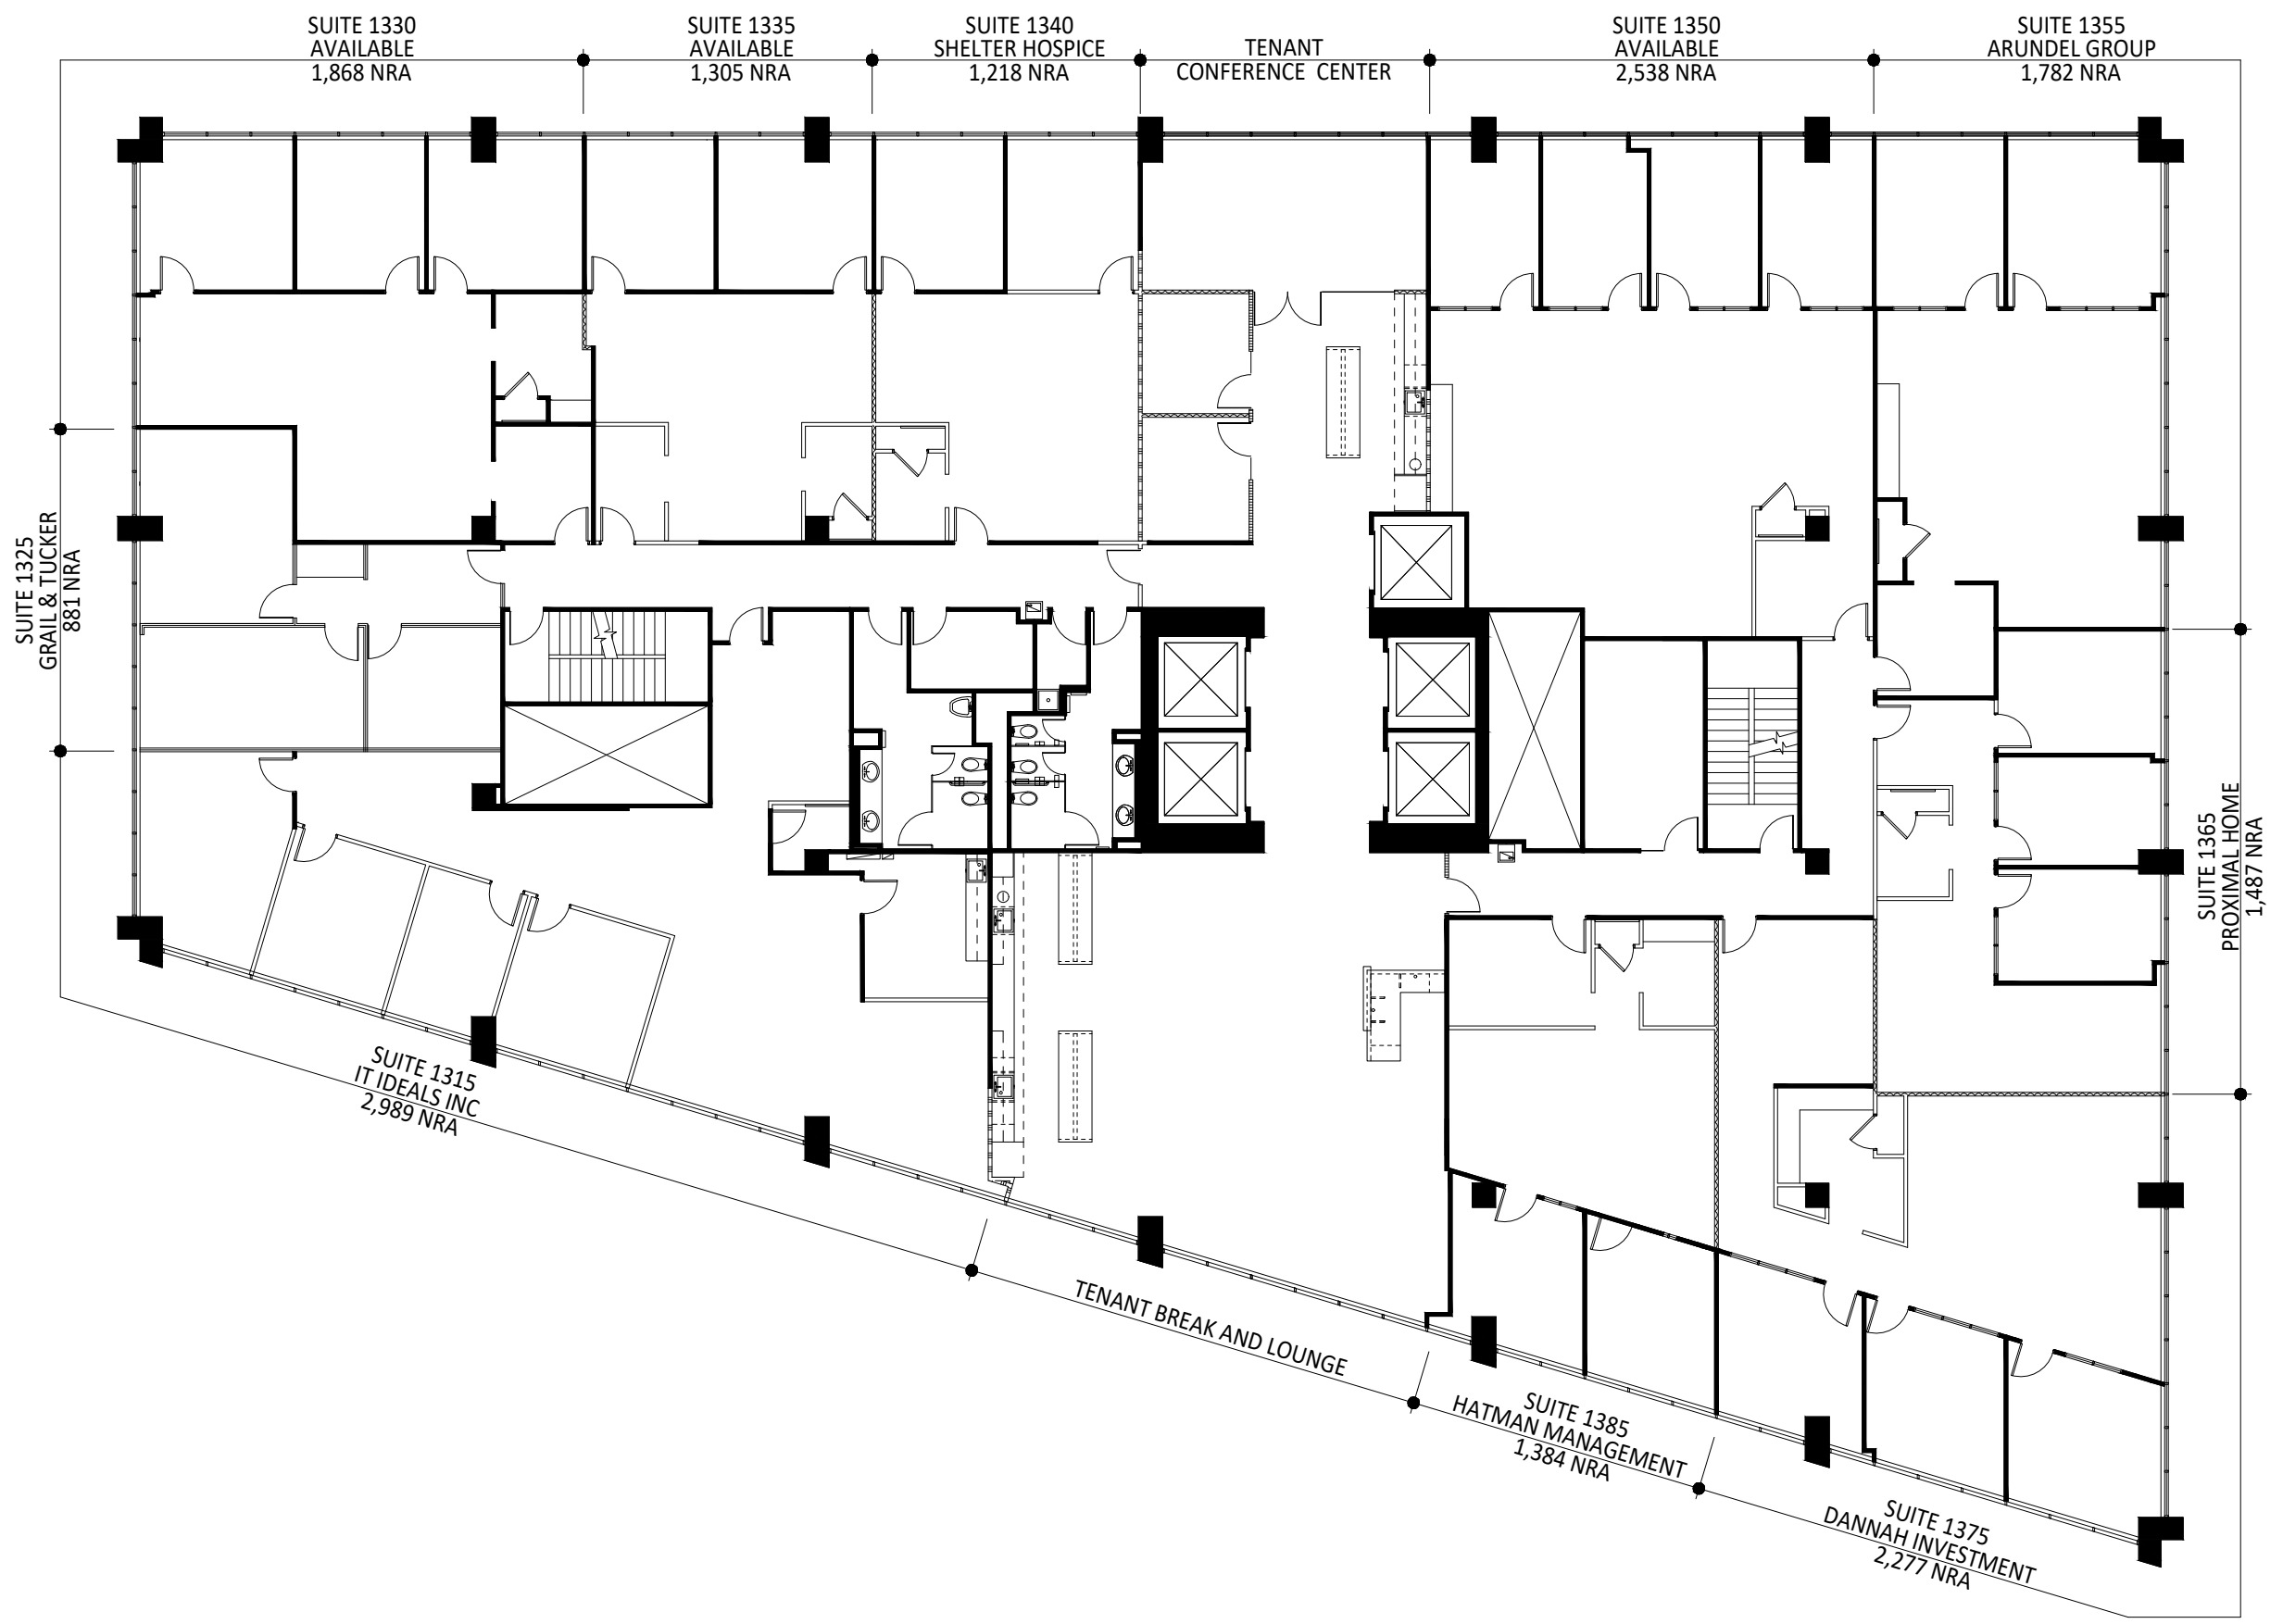 SUITE 1330
AVAILABLE
1,868 NRA
SUITE 1335
AVAILABLE
1,305 NRA
SUITE 1340
SHELTER HOSPICE
1,218 NRA
TENANT
CONFERENCE CENTER
SUITE 1350
AVAILABLE
2,538 NRA
SUITE 1355
ARUNDEL GROUP
1,782 NRA
SUITE 1325
GRAIL & TUCKER
881 NRA
SUITE 1365
PROXIMAL HOME
1,487 NRA
SUITE 1315
IT IDEALS INC
2,989 NRA
TENANT BREAK AND LOUNGE
SUITE 1385
HATMAN MANAGEMENT
1,384 NRA
SUITE 1375
DANNAH INVESTMENT
2,277 NRA